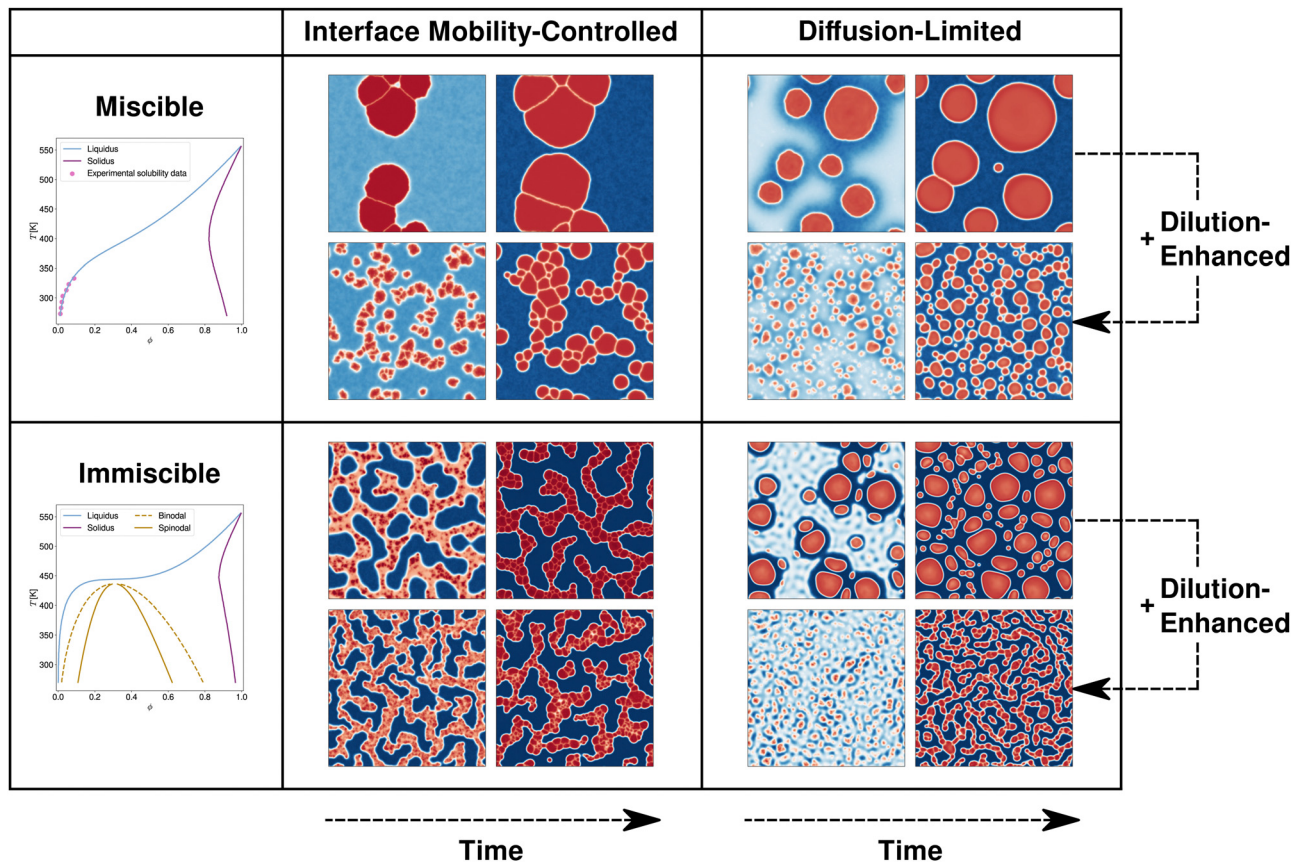 Interface Mobility-Controlled
Diffusion-Limited
Miscible
Liquidus
Solidus
Experimental solubility data
550
500
450
400
350
300
T[K]
0.0 0.2 0.4 0.6 0.8 1.0
ϕ
+ Dilution-
Enhanced
Immiscible
Liquidus
Solidus
Binodal
Spinodal
550
500
450
400
350
300
T[K]
0.0 0.2 0.4 0.6 0.8 1.0
ϕ
+ Dilution-
Enhanced
Time
Time